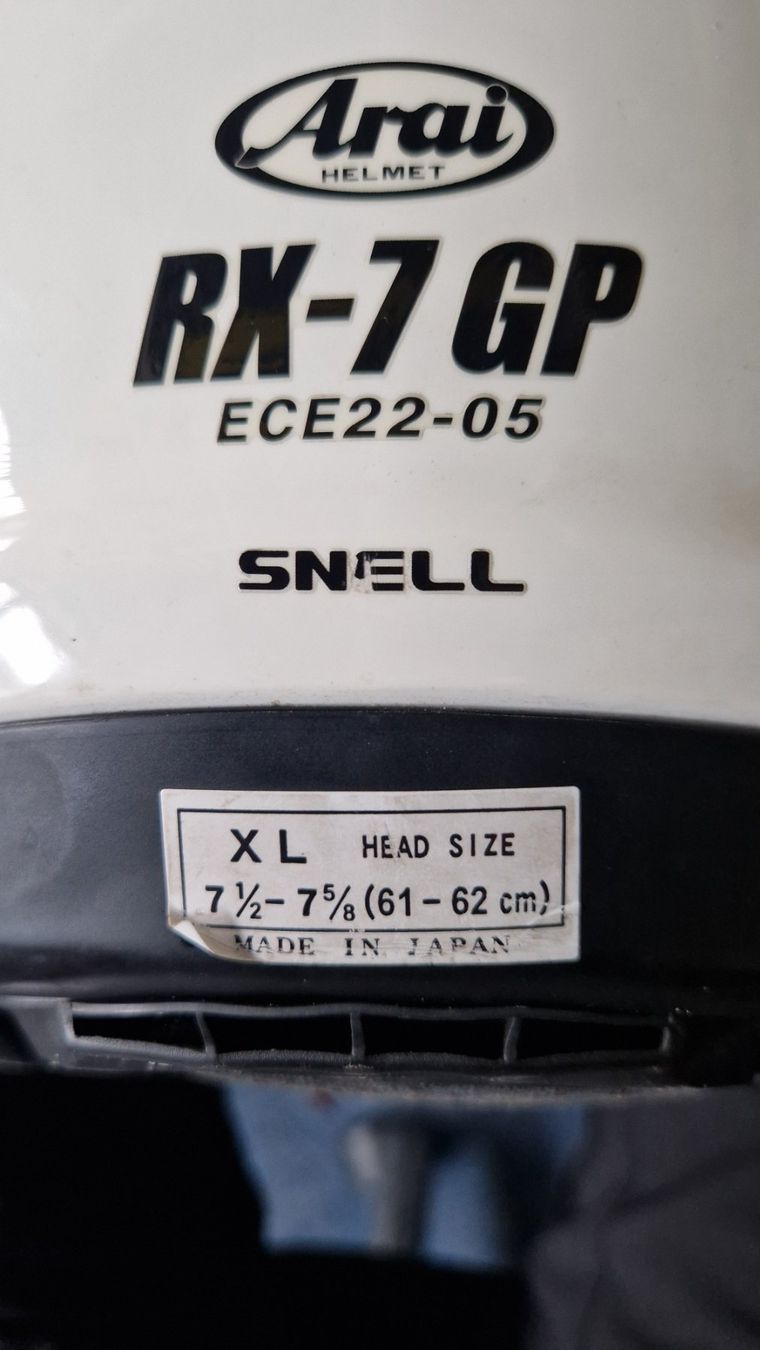 Arai
HELMET
RX-7 GP
ECE22-05
SNELL
XL HEAD SIZE
7 ½ - 7 ⅝ (61 - 62 cm)
MADE IN JAPAN